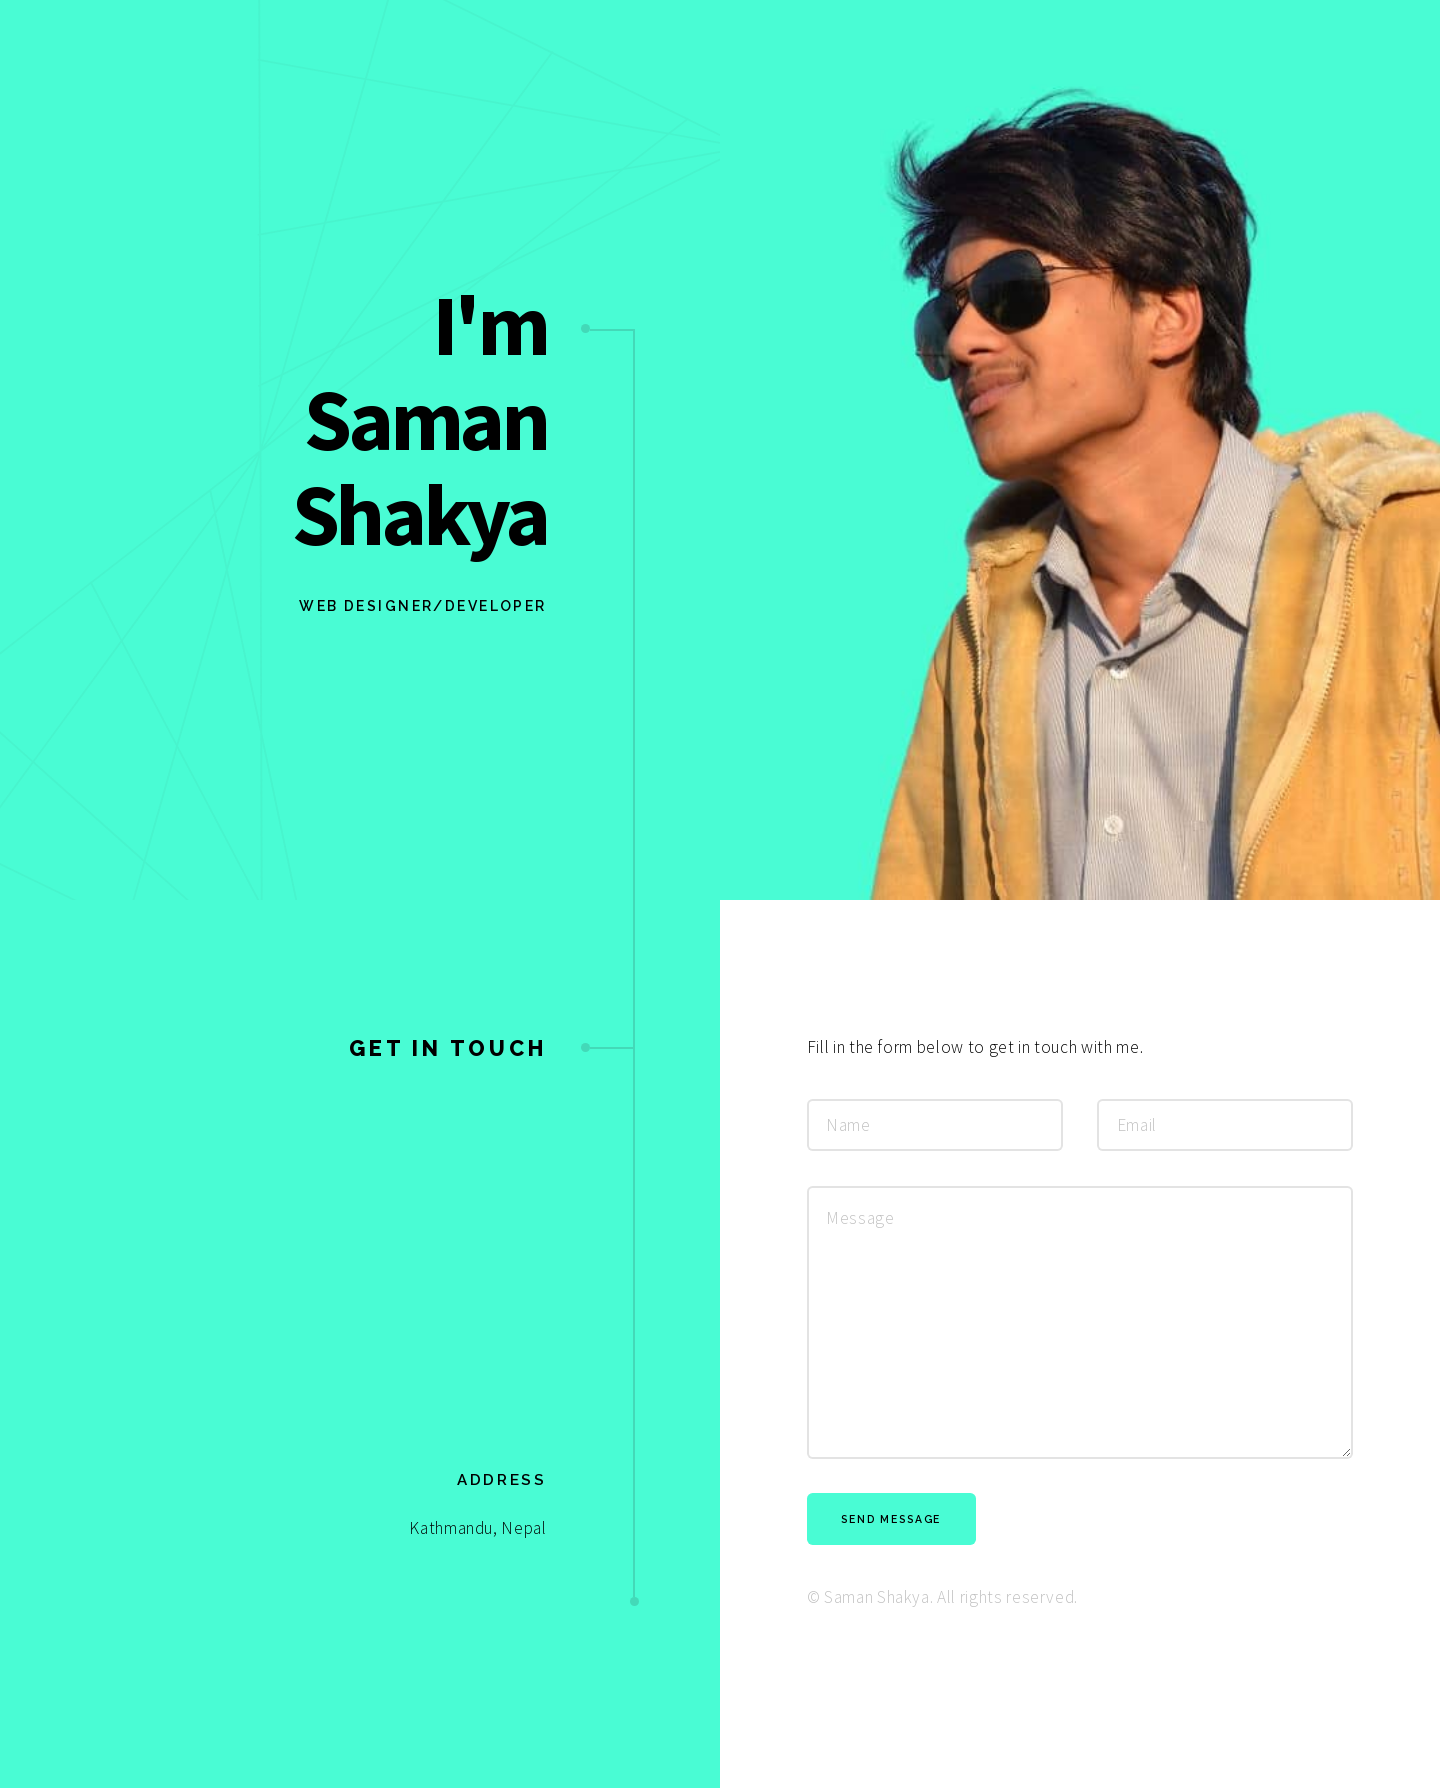 I'm
Saman
Shakya
WEB DESIGNER/DEVELOPER
GET IN TOUCH
Fill in the form below to get in touch with me.
Name
Email
Message
SEND MESSAGE
ADDRESS
Kathmandu, Nepal
© Saman Shakya. All rights reserved.